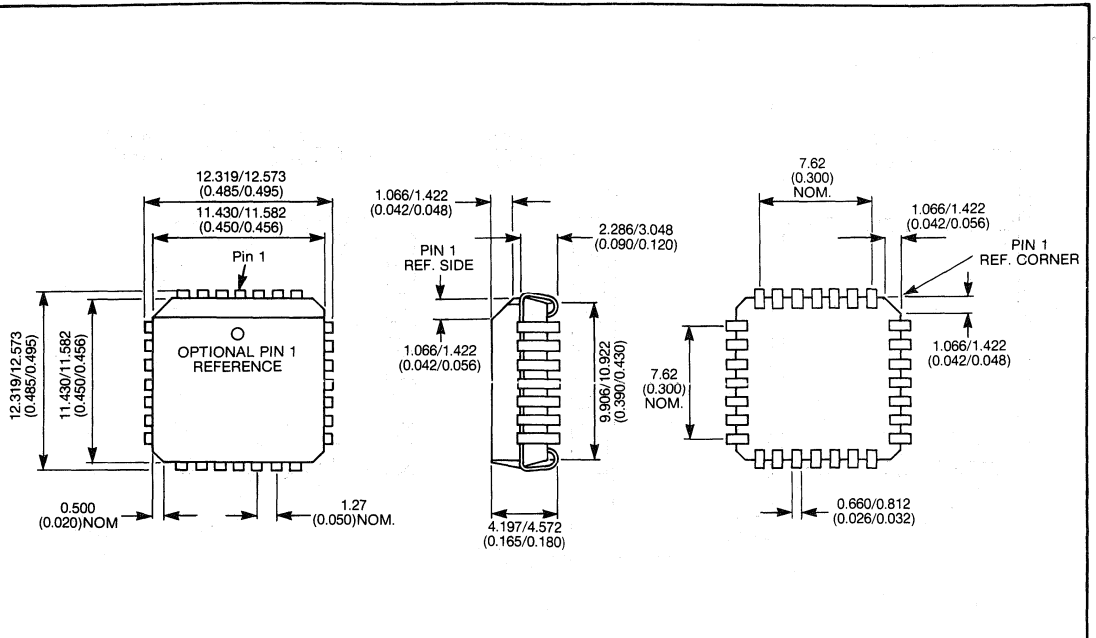 12.319/12.573
(0.485/0.495)
11.430/11.582
(0.450/0.456)
Pin 1
12.319/12.573
(0.485/0.495)
11.430/11.582
(0.450/0.456)
OPTIONAL PIN 1
REFERENCE
0.500
(0.020)NOM
1.27
(0.050)NOM.
1.066/1.422
(0.042/0.048)
2.286/3.048
(0.090/0.120)
PIN 1
REF. SIDE
1.066/1.422
(0.042/0.056)
9.906/10.922
(0.390/0.430)
4.197/4.572
(0.165/0.180)
7.62
(0.300)
NOM.
1.066/1.422
(0.042/0.056)
PIN 1
REF. CORNER
1.066/1.422
(0.042/0.048)
7.62
(0.300)
NOM.
0.660/0.812
(0.026/0.032)